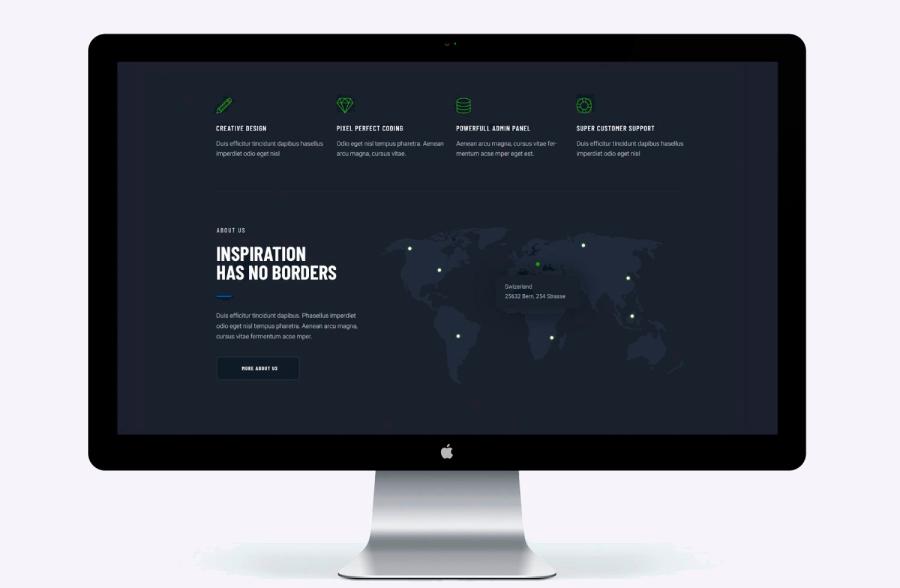 CREATIVE DESIGN
Duis efficitur tincidunt dapibus hasellus
imperdiet odio eget nisl
PIXEL PERFECT CODING
Odio eget nisl tempus pharetra. Aenean
arcu magna, cursus vitae.
POWERFULL ADMIN PANEL
Aenean arcu magna, cursus vitae fer-
mentum acse mper eget est.
SUPER CUSTOMER SUPPORT
Duis efficitur tincidunt dapibus hasellus
imperdiet odio eget nisl
ABOUT US
INSPIRATION
HAS NO BORDERS
Duis efficitur tincidunt dapibus. Phasellus imperdiet
odio eget nisl tempus pharetra. Aenean arcu magna,
cursus vitae fermentum acse mper.
MORE ABOUT US
Swizerland
25632 Bern, 254 Strasse